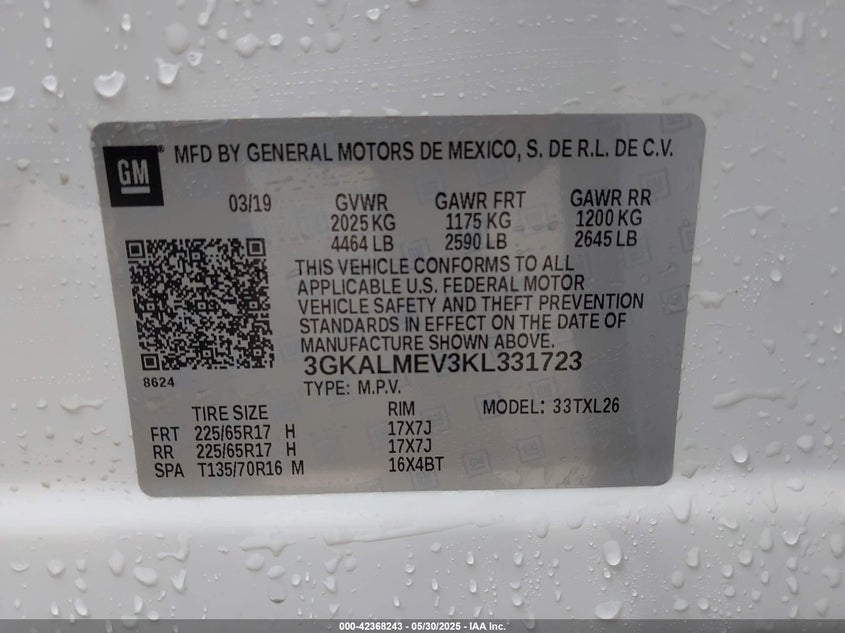 GM ® MFD BY GENERAL MOTORS DE MEXICO, S. DE R.L. DE C.V.
03/19 GVWR GAWR FRT GAWR RR
2025 KG 1175 KG 1200 KG
4464 LB 2590 LB 2645 LB
THIS VEHICLE CONFORMS TO ALL
APPLICABLE U.S. FEDERAL MOTOR
VEHICLE SAFETY AND THEFT PREVENTION
STANDARDS IN EFFECT ON THE DATE OF
MANUFACTURE SHOWN ABOVE.
3GKALMEV3KL331723
8624
TYPE: M.P.V.
TIRE SIZE RIM MODEL: 33TXL26
FRT 225/65R17 H 17X7J
RR 225/65R17 H 17X7J
SPA T135/70R16 M 16X4BT
000-42368243 - 05/30/2025 - IAA Inc.